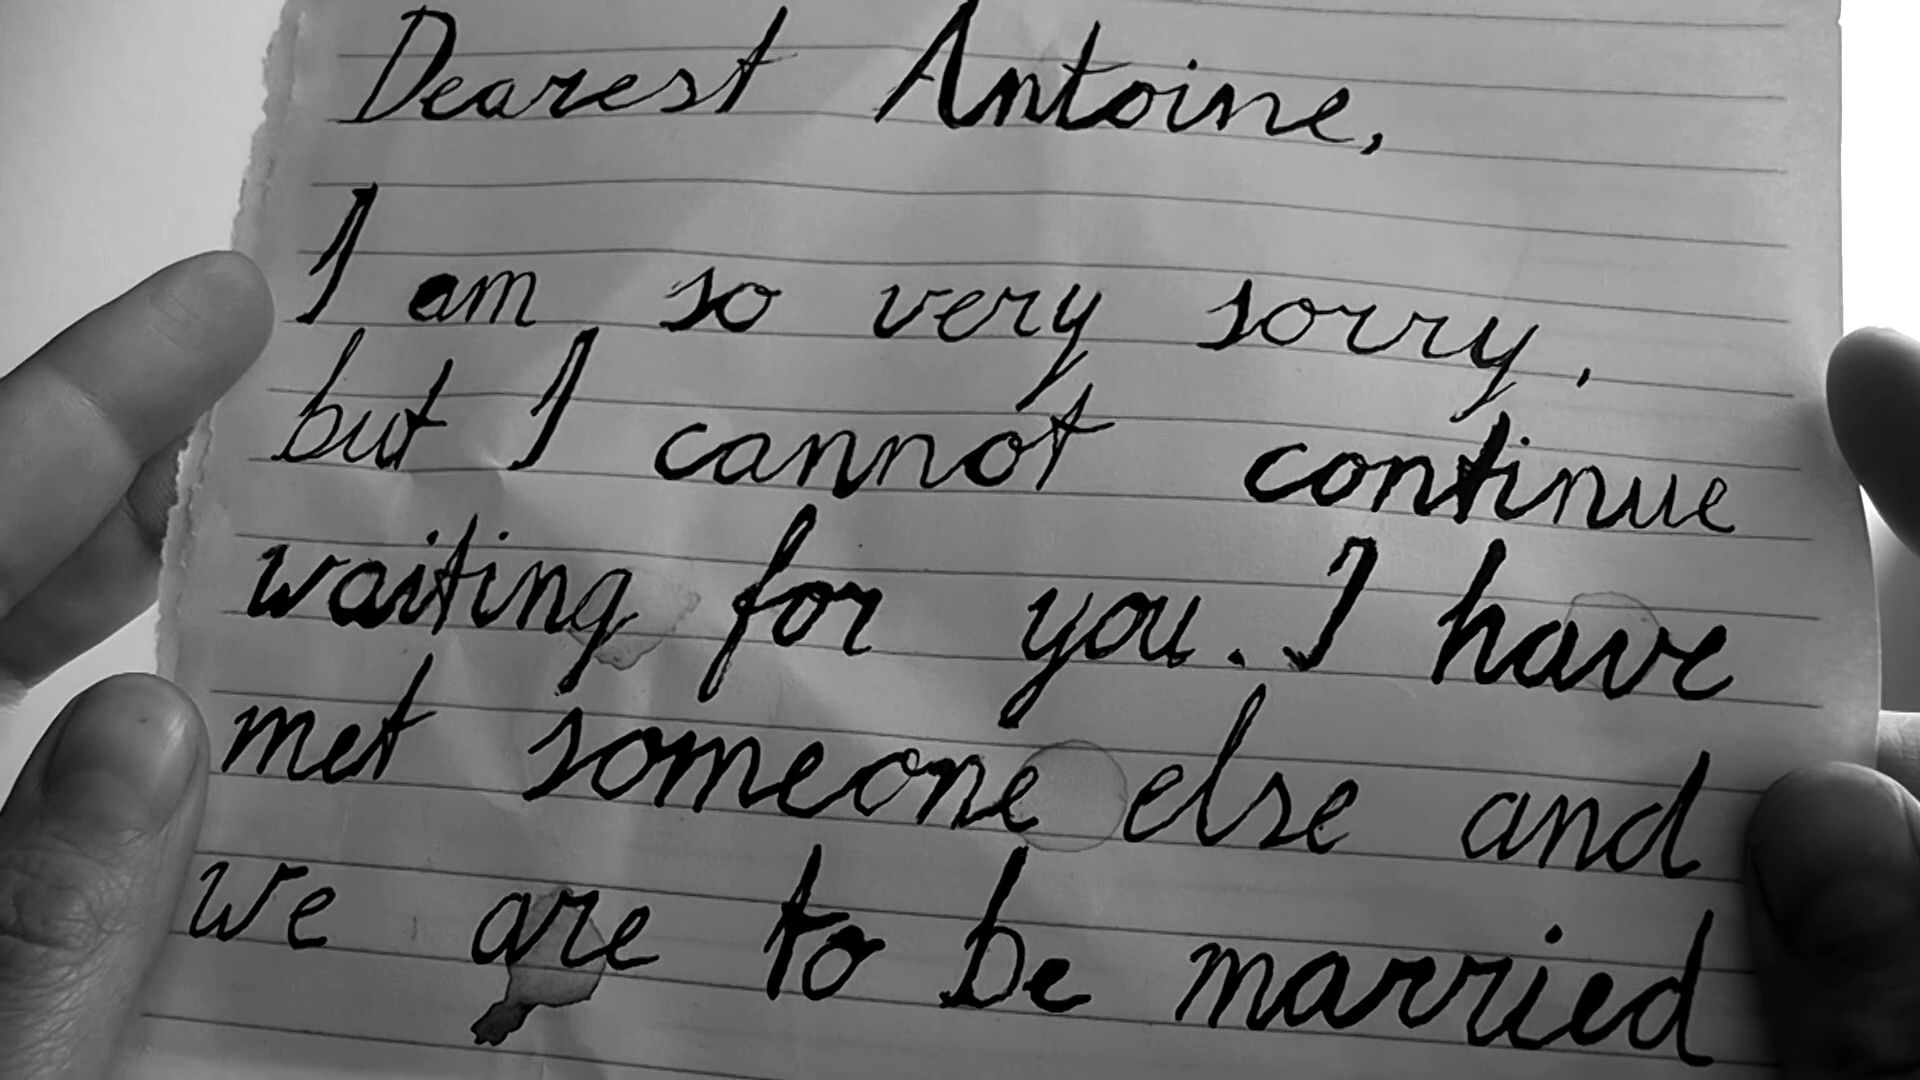 Dearest Antoine,
I am so very sorry,
but I cannot continue
waiting for you. I have
met someone else and
we are to be married